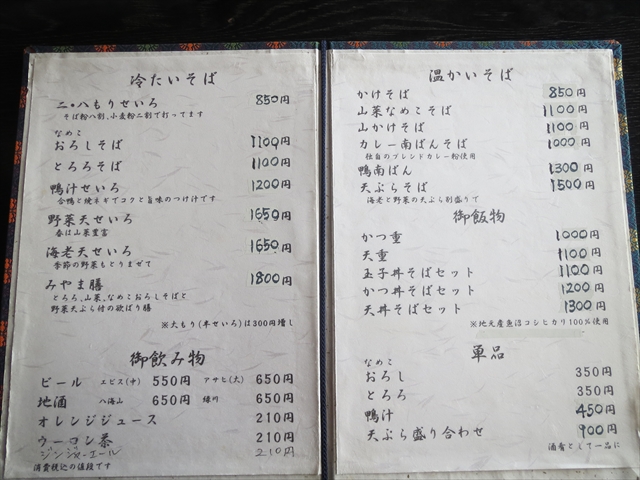 冷たいそば
二・八もりせいろ 850円
そば粉八割、小麦粉二割で打ってます
なめこ
おろしそば 1100円
とろろそば 1100円
鴨汁せいろ 1200円
合鴨と焼ネギでコクと旨味のつけ汁です
野菜天せいろ 1650円
春は山菜豊富
海老天せいろ 1650円
季節の野菜もとりまぜて
みやま膳 1800円
とろろ、山菜、なめこおろしそばと
野菜天ぷら付の欲ばり膳
※大もり(半せいろ)は300円増し
御飲み物
ビール エビス(中) 550円 アサヒ(大) 650円
地酒 八海山 650円 緑川 650円
オレンジジュース 210円
ウーロン茶 210円
ジンジャーエール 210円
消費税込の値段です
温かいそば
かけそば 850円
山菜なめこそば 1100円
山かけそば 1100円
カレー南ばんそば 1000円
独自のブレンドカレー粉使用
鴨南ばん 1300円
天ぷらそば 1500円
海老と野菜の天ぷら別盛りで
御飯物
かつ重 1000円
天重 1100円
玉子丼そばセット 1100円
かつ丼そばセット 1200円
天丼そばセット 1300円
※地元産魚沼コシヒカリ100%使用
単品
なめこ
おろし 350円
とろろ 350円
鴨汁 450円
天ぷら盛り合わせ 900円
酒肴として一品に